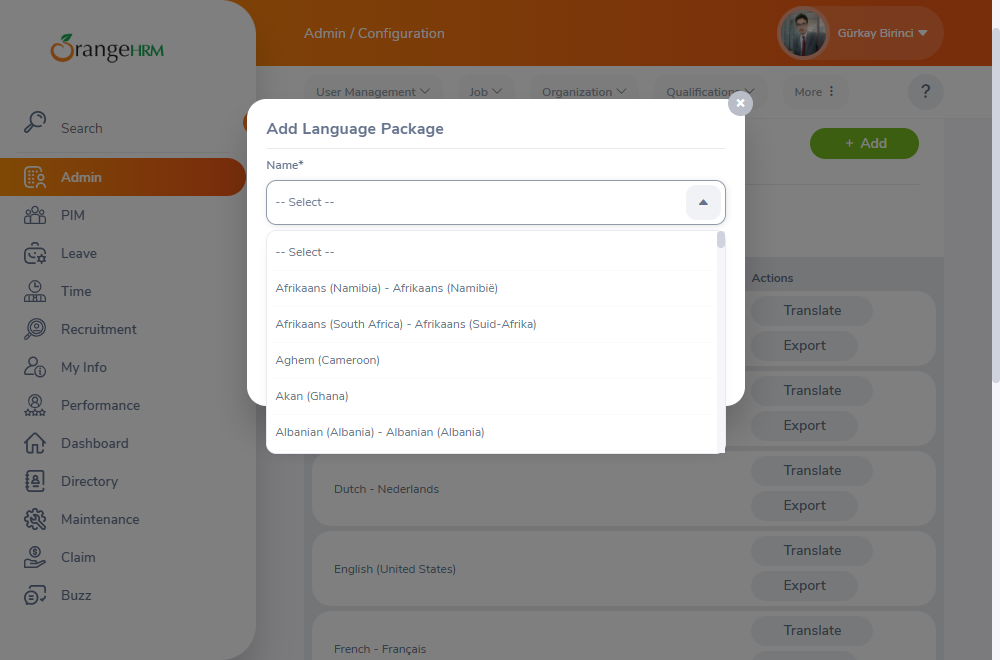 OrangeHRM
Admin / Configuration
Gürkay Birinci
User Management
Job
Organization
Qualifications
More
?
Search
Admin
PIM
Leave
Time
Recruitment
My Info
Performance
Dashboard
Directory
Maintenance
Claim
Buzz
+ Add
Add Language Package
Name*
-- Select --
-- Select --
Afrikaans (Namibia) - Afrikaans (Namibië)
Afrikaans (South Africa) - Afrikaans (Suid-Afrika)
Aghem (Cameroon)
Akan (Ghana)
Albanian (Albania) - Albanian (Albania)
Actions
Translate
Export
Translate
Export
Dutch - Nederlands
Translate
Export
English (United States)
Translate
Export
French - Français
Translate